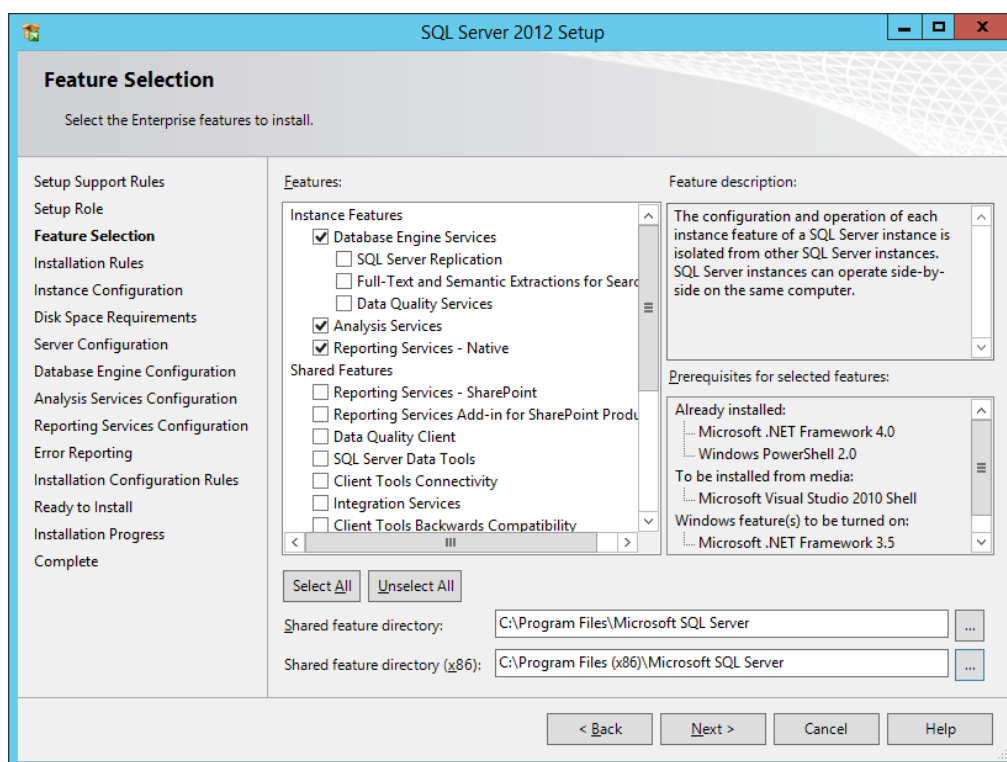 SQL Server 2012 Setup
Feature Selection
Select the Enterprise features to install.
Setup Support Rules
Setup Role
Feature Selection
Installation Rules
Instance Configuration
Disk Space Requirements
Server Configuration
Database Engine Configuration
Analysis Services Configuration
Reporting Services Configuration
Error Reporting
Installation Configuration Rules
Ready to Install
Installation Progress
Complete
Features:
Instance Features
Database Engine Services
SQL Server Replication
Full-Text and Semantic Extractions for Searc
Data Quality Services
Analysis Services
Reporting Services - Native
Shared Features
Reporting Services - SharePoint
Reporting Services Add-in for SharePoint Produ
Data Quality Client
SQL Server Data Tools
Client Tools Connectivity
Integration Services
Client Tools Backwards Compatibility
Feature description:
The configuration and operation of each
instance feature of a SQL Server instance is
isolated from other SQL Server instances.
SQL Server instances can operate side-by-
side on the same computer.
Prerequisites for selected features:
Already installed:
Microsoft .NET Framework 4.0
Windows PowerShell 2.0
To be installed from media:
Microsoft Visual Studio 2010 Shell
Windows feature(s) to be turned on:
Microsoft .NET Framework 3.5
Select All
Unselect All
Shared feature directory:
C:\Program Files\Microsoft SQL Server
...
Shared feature directory (x86):
C:\Program Files (x86)\Microsoft SQL Server
...
< Back
Next >
Cancel
Help